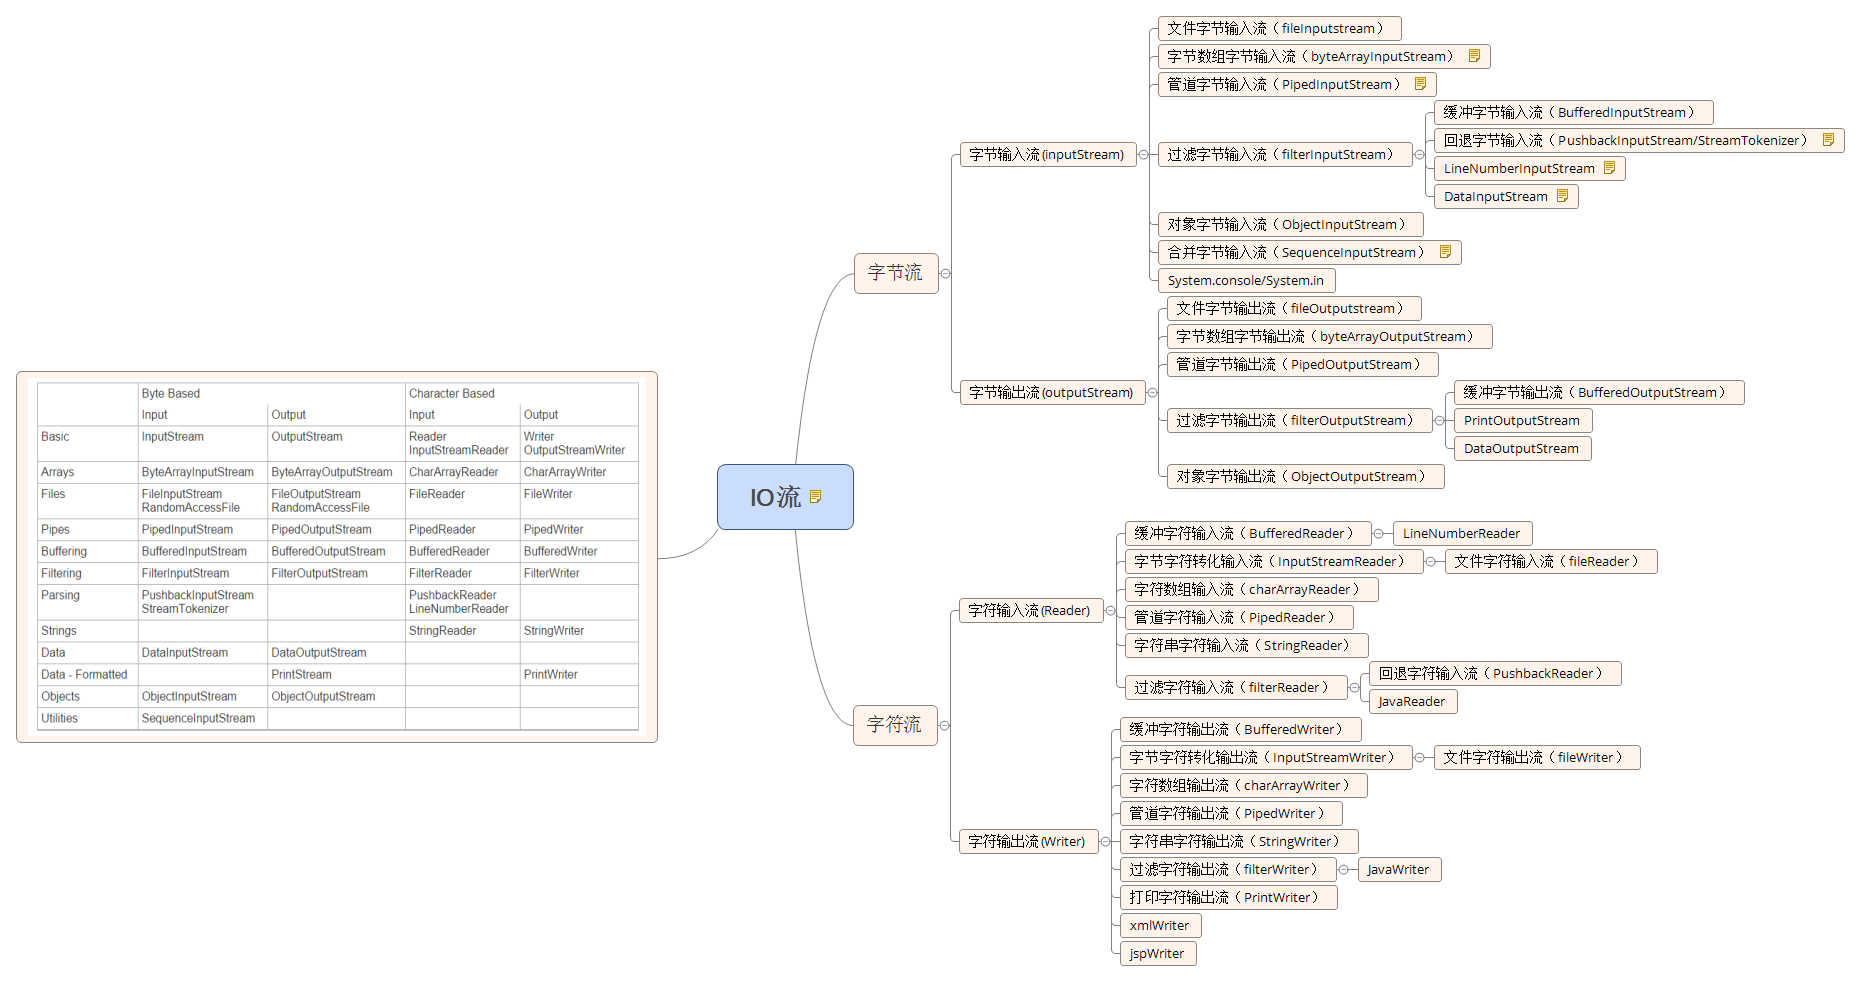 Byte Based Character Based
Input Output Input Output
Basic InputStream OutputStream Reader Writer
InputStreamReader OutputStreamWriter
Arrays ByteArrayInputStream ByteArrayOutputStream CharArrayReader CharArrayWriter
Files FileInputStream FileOutputStream FileReader FileWriter
RandomAccessFile RandomAccessFile
Pipes PipedInputStream PipedOutputStream PipedReader PipedWriter
Buffering BufferedInputStream BufferedOutputStream BufferedReader BufferedWriter
Filtering FilterInputStream FilterOutputStream FilterReader FilterWriter
Parsing PushbackInputStream PushbackReader
StreamTokenizer LineNumberReader
Strings StringReader StringWriter
Data DataInputStream DataOutputStream
Data - Formatted PrintStream PrintWriter
Objects ObjectInputStream ObjectOutputStream
Utilities SequenceInputStream
IO流
字节流
字节输入流(inputStream)
文件字节输入流（fileInputstream）
字节数组字节输入流（byteArrayInputStream）
管道字节输入流（PipedInputStream）
过滤字节输入流（filterInputStream）
缓冲字节输入流（BufferedInputStream）
回退字节输入流（PushbackInputStream/StreamTokenizer）
LineNumberInputStream
DataInputStream
对象字节输入流（ObjectInputStream）
合并字节输入流（SequenceInputStream）
System.console/System.in
字节输出流(outputStream)
文件字节输出流（fileOutputstream）
字节数组字节输出流（byteArrayOutputStream）
管道字节输出流（PipedOutputStream）
过滤字节输出流（filterOutputStream）
缓冲字节输出流（BufferedOutputStream）
PrintOutputStream
DataOutputStream
对象字节输出流（ObjectOutputStream）
字符流
字符输入流(Reader)
缓冲字符输入流（BufferedReader）
LineNumberReader
字节字符转化输入流（InputStreamReader）
文件字符输入流（fileReader）
字符数组输入流（charArrayReader）
管道字符输入流（PipedReader）
字符串字符输入流（StringReader）
过滤字符输入流（filterReader）
回退字符输入流（PushbackReader）
JavaReader
字符输出流(Writer)
缓冲字符输出流（BufferedWriter）
字节字符转化输出流（InputStreamWriter）
文件字符输出流（fileWriter）
字符数组输出流（charArrayWriter）
管道字符输出流（PipedWriter）
字符串字符输出流（StringWriter）
过滤字符输出流（filterWriter）
JavaWriter
打印字符输出流（PrintWriter）
xmlWriter
jspWriter